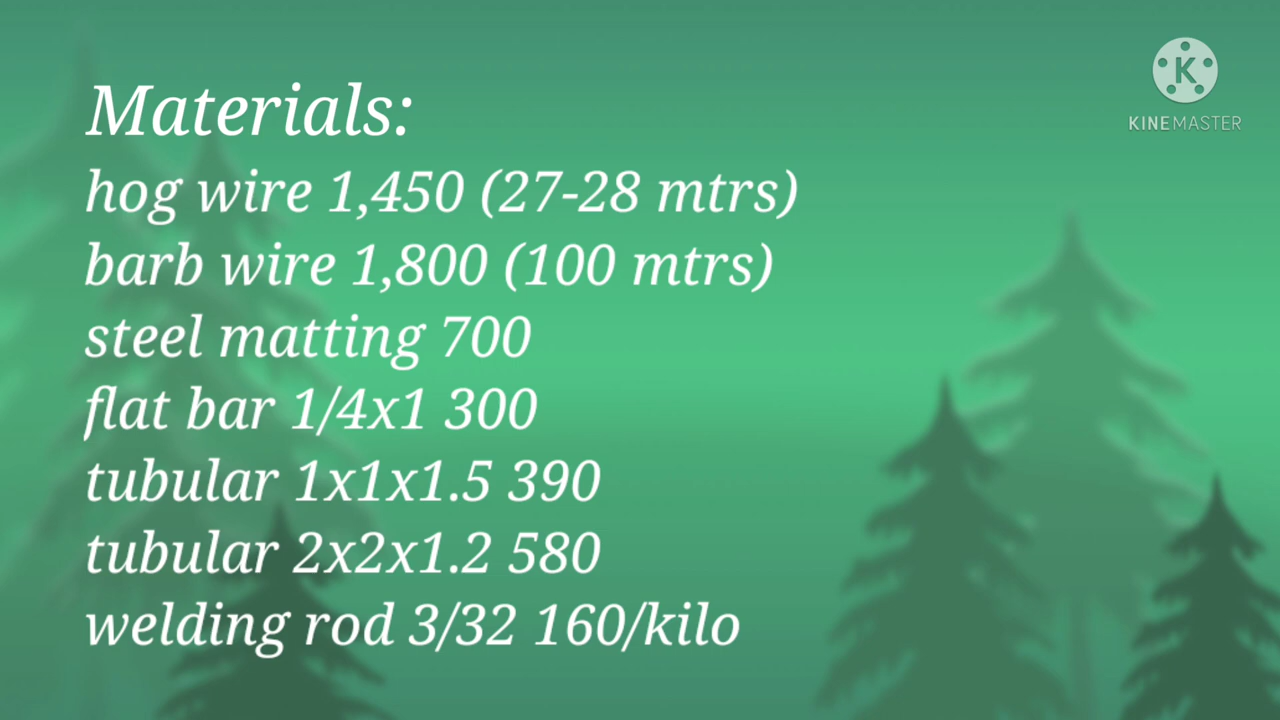 Materials:
hog wire 1,450 (27-28 mtrs)
barb wire 1,800 (100 mtrs)
steel matting 700
flat bar 1/4x1 300
tubular 1x1x1.5 390
tubular 2x2x1.2 580
welding rod 3/32 160/kilo
K
KINEMASTER